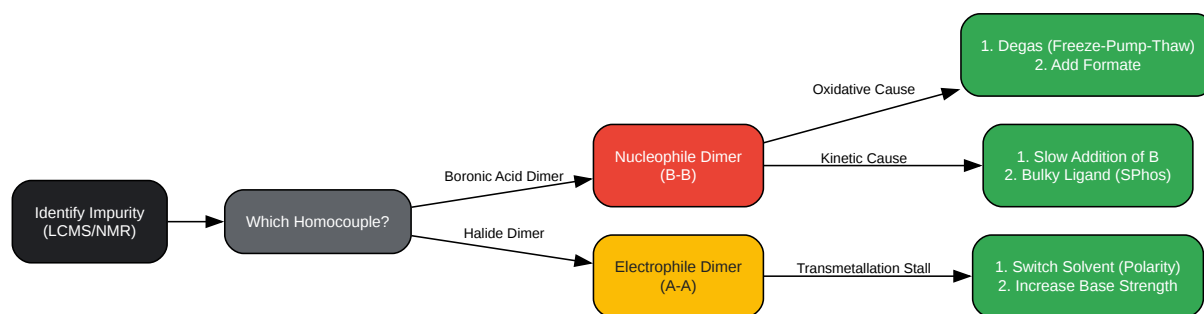 Identify Impurity
(LCMS/NMR)
Which Homocouple?
Boronic Acid Dimer
Halide Dimer
Nucleophile Dimer
(B-B)
Electrophile Dimer
(A-A)
Oxidative Cause
Kinetic Cause
Transmetallation Stall
1. Degas (Freeze-Pump-Thaw)
2. Add Formate
1. Slow Addition of B
2. Bulky Ligand (SPhos)
1. Switch Solvent (Polarity)
2. Increase Base Strength